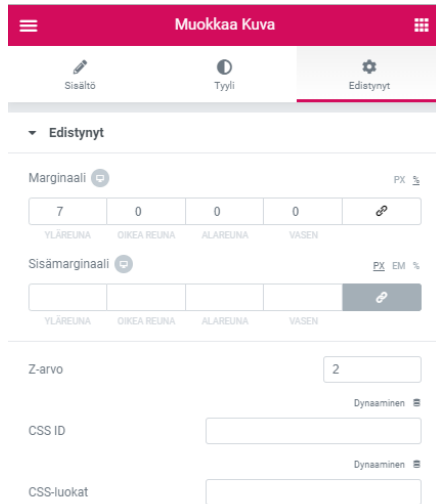 Muokkaa Kuva
Sisältö Tyyli Edistynyt
Edistynyt
Marginaali PX %
7 0 0 0
YLÄREUNA OIKEA REUNA ALAREUNA VASEN
Sisämarginaali PX EM %
YLÄREUNA OIKEA REUNA ALAREUNA VASEN
Z-arvo 2
Dynaaminen
CSS ID
Dynaaminen
CSS-luokat